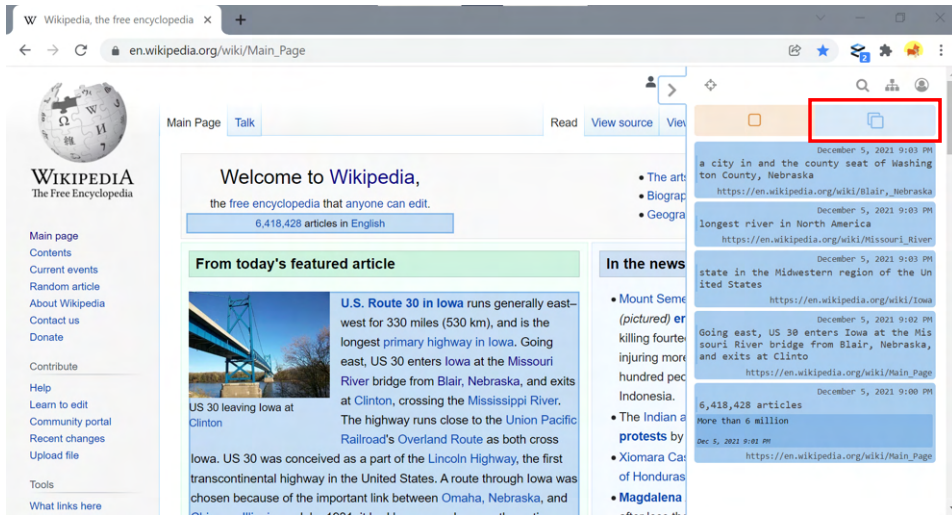 Wikipedia, the free encyclopedia
en.wikipedia.org/wiki/Main_Page
2
WIKIPEDIA
The Free Encyclopedia
Main page
Contents
Current events
Random article
About Wikipedia
Contact us
Donate
Contribute
Help
Learn to edit
Community portal
Recent changes
Upload file
Tools
What links here
Main Page Talk
Read View source View
Welcome to Wikipedia,
the free encyclopedia that anyone can edit.
6,418,428 articles in English
• The arts
• Biograp
• Geogra
From today's featured article
US 30 leaving Iowa at
Clinton
U.S. Route 30 in Iowa runs generally east–
west for 330 miles (530 km), and is the
longest primary highway in Iowa. Going
east, US 30 enters Iowa at the Missouri
River bridge from Blair, Nebraska, and exits
at Clinton, crossing the Mississippi River.
The highway runs close to the Union Pacific
Railroad's Overland Route as both cross
Iowa. US 30 was conceived as a part of the Lincoln Highway, the first
transcontinental highway in the United States. A route through Iowa was
chosen because of the important link between Omaha, Nebraska, and
In the news
• Mount Seme
(pictured) er
killing fourte
injuring more
hundred peo
Indonesia.
• The Indian a
protests by
• Xiomara Cas
of Honduras
• Magdalena
December 5, 2021 9:03 PM
a city in and the county seat of Washing
ton County, Nebraska
https://en.wikipedia.org/wiki/Blair,_Nebraska
December 5, 2021 9:03 PM
longest river in North America
https://en.wikipedia.org/wiki/Missouri_River
December 5, 2021 9:03 PM
state in the Midwestern region of the Un
ited States
https://en.wikipedia.org/wiki/Iowa
December 5, 2021 9:02 PM
Going east, US 30 enters Iowa at the Mis
souri River bridge from Blair, Nebraska,
and exits at Clinto
https://en.wikipedia.org/wiki/Main_Page
December 5, 2021 9:00 PM
6,418,428 articles
More than 6 million
Dec 5, 2021 9:01 PM
https://en.wikipedia.org/wiki/Main_Page